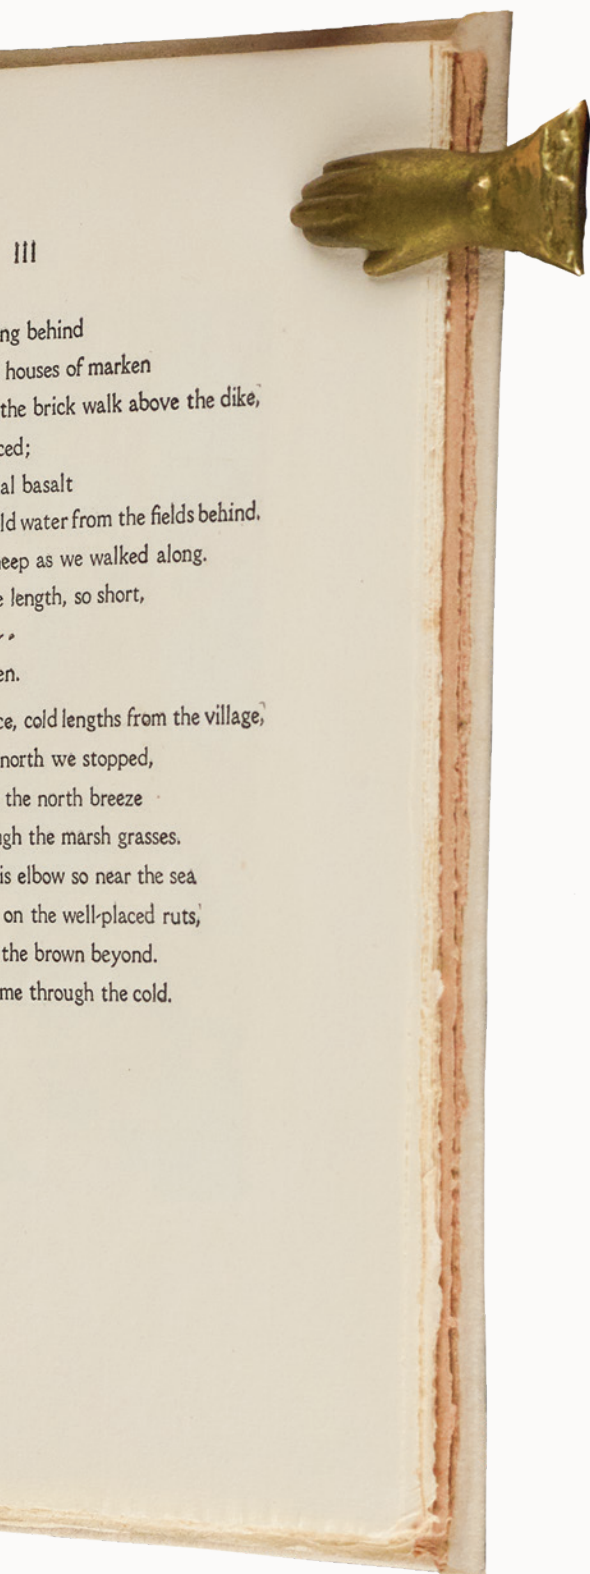 III
ng behind
houses of marken
the brick walk above the dike,
ced;
al basalt
ld water from the fields behind.
eep as we walked along.
e length, so short,
en.
ce, cold lengths from the village,
north we stopped,
the north breeze
gh the marsh grasses.
is elbow so near the sea
on the well-placed ruts,
the brown beyond.
me through the cold.